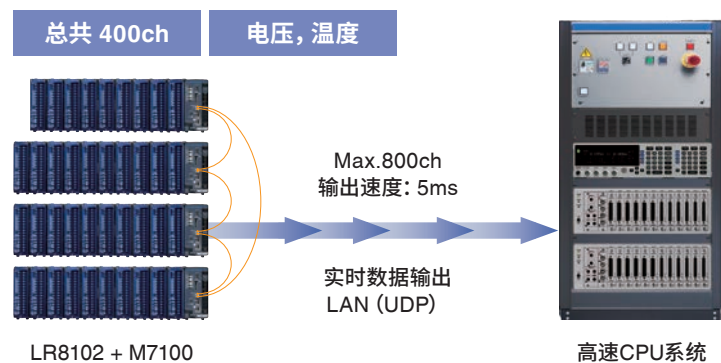 总共 400ch
电压，温度
Max.800ch
输出速度：5ms
实时数据输出
LAN（UDP）
LR8102 + M7100
高速CPU系统